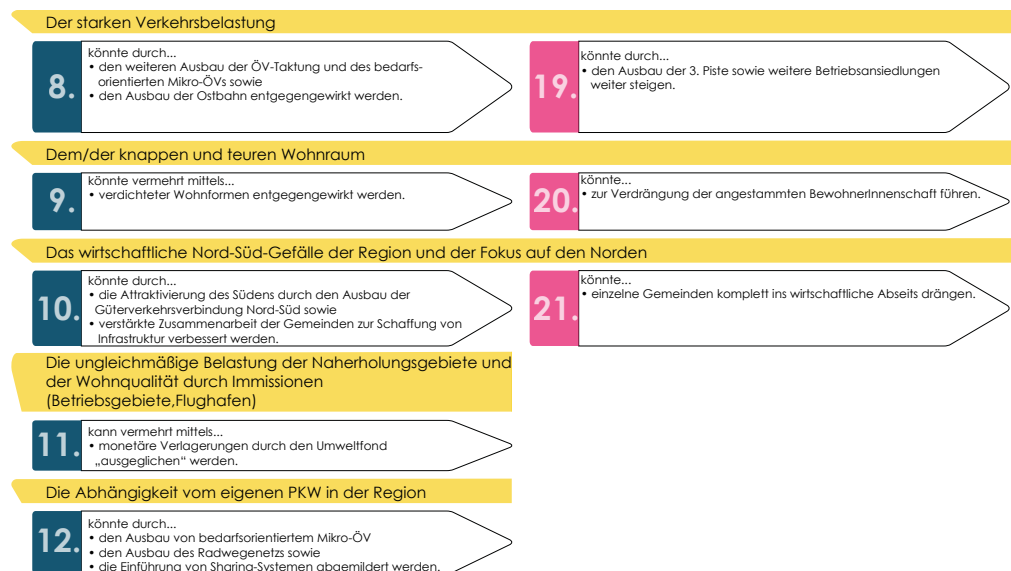 Der starken Verkehrsbelastung
8.
könnte durch...
• den weiteren Ausbau der ÖV-Taktung und des bedarfs-
orientierten Mikro-ÖVs sowie
• den Ausbau der Ostbahn entgegengewirkt werden.
19.
könnte durch...
• den Ausbau der 3. Piste sowie weitere Betriebsansiedlungen
weiter steigen.
Dem/der knappen und teuren Wohnraum
9.
könnte vermehrt mittels...
• verdichteter Wohnformen entgegengewirkt werden.
20.
könnte...
• zur Verdrängung der angestammten BewohnerInnenschaft führen.
Das wirtschaftliche Nord-Süd-Gefälle der Region und der Fokus auf den Norden
10.
könnte durch...
• die Attraktivierung des Südens durch den Ausbau der
Güterverkehrsverbindung Nord-Süd sowie
• verstärkte Zusammenarbeit der Gemeinden zur Schaffung von
Infrastruktur verbessert werden.
21.
könnte...
• einzelne Gemeinden komplett ins wirtschaftliche Abseits drängen.
Die ungleichmäßige Belastung der Naherholungsgebiete und
der Wohnqualität durch Immissionen
(Betriebsgebiete,Flughafen)
11.
kann vermehrt mittels...
• monetäre Verlagerungen durch den Umweltfond
„ausgeglichen“ werden.
Die Abhängigkeit vom eigenen PKW in der Region
12.
könnte durch...
• den Ausbau von bedarfsorientiertem Mikro-ÖV
• den Ausbau des Radwegenetzs sowie
• die Einführung von Sharing-Systemen abgemildert werden.